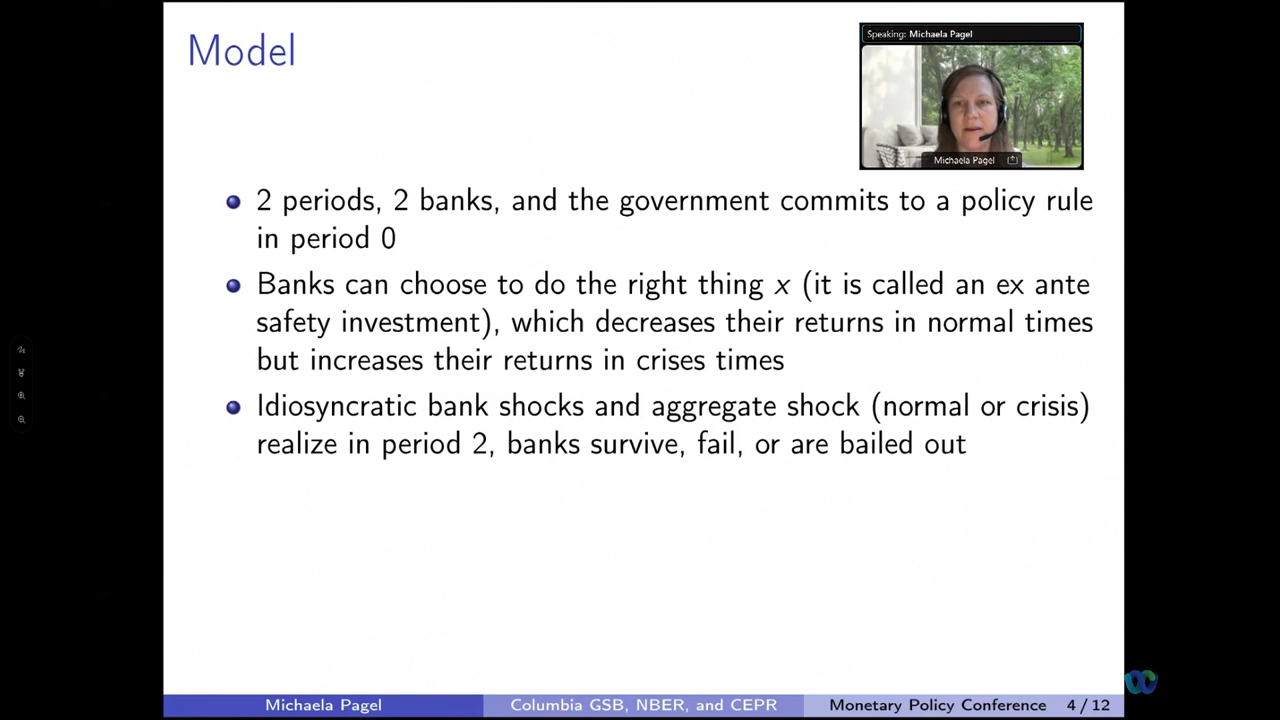 Model
Speaking: Michaela Pagel
Michaela Pagel
2 periods, 2 banks, and the government commits to a policy rule
in period 0
Banks can choose to do the right thing x (it is called an ex ante
safety investment), which decreases their returns in normal times
but increases their returns in crises times
Idiosyncratic bank shocks and aggregate shock (normal or crisis)
realize in period 2, banks survive, fail, or are bailed out
Michaela Pagel
Columbia GSB, NBER, and CEPR
Monetary Policy Conference 4 / 12